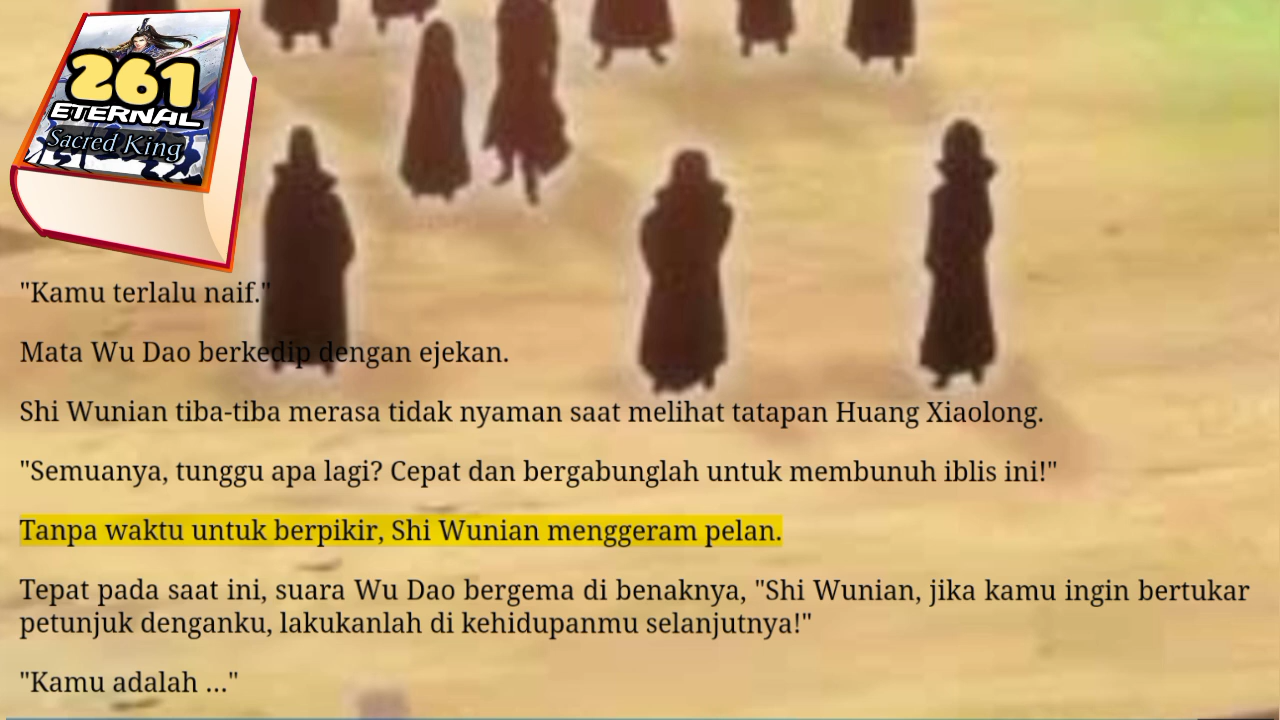 261
ETERNAL
Sacred King
"Kamu terlalu naif."
Mata Wu Dao berkedip dengan ejekan.
Shi Wunian tiba-tiba merasa tidak nyaman saat melihat tatapan Huang Xiaolong.
"Semuanya, tunggu apa lagi? Cepat dan bergabunglah untuk membunuh iblis ini!"
Tanpa waktu untuk berpikir, Shi Wunian menggeram pelan.
Tepat pada saat ini, suara Wu Dao bergema di benaknya, "Shi Wunian, jika kamu ingin bertukar
petunjuk denganku, lakukanlah di kehidupanmu selanjutnya!"
"Kamu adalah ..."